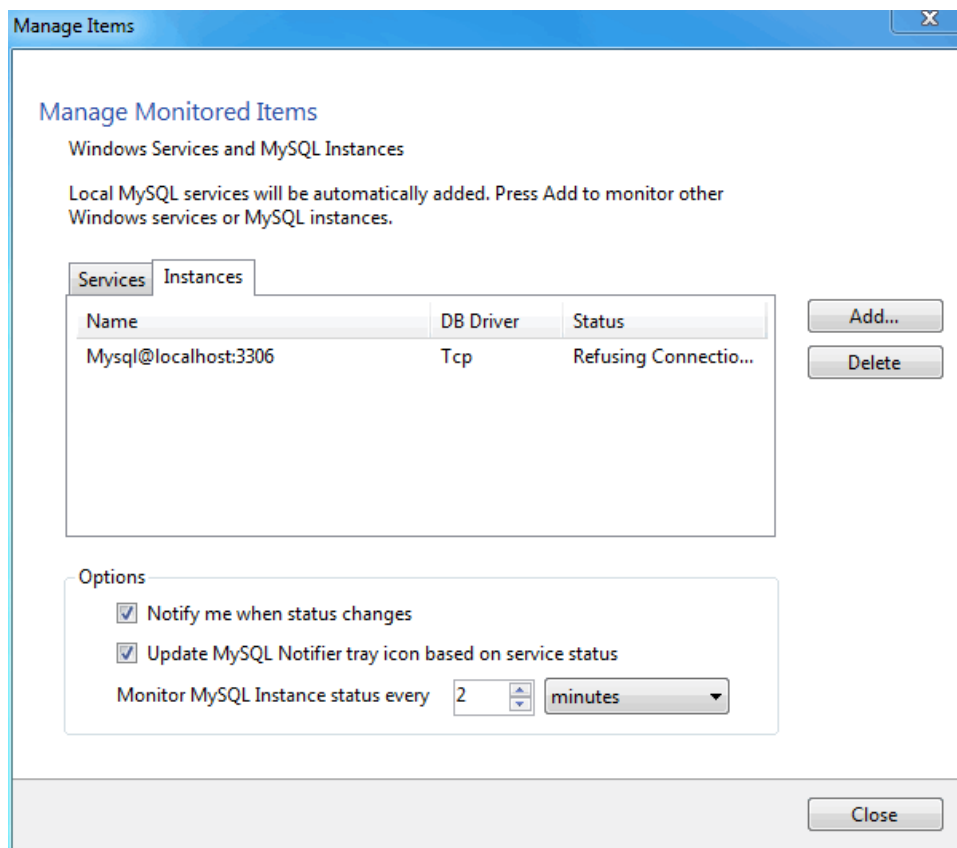 Manage Items
X
Manage Monitored Items
Windows Services and MySQL Instances
Local MySQL services will be automatically added. Press Add to monitor other
Windows services or MySQL instances.
Services Instances
Name DB Driver Status
Mysql@localhost:3306 Tcp Refusing Connectio...
Add...
Delete
Options
Notify me when status changes
Update MySQL Notifier tray icon based on service status
Monitor MySQL Instance status every 2 minutes
Close